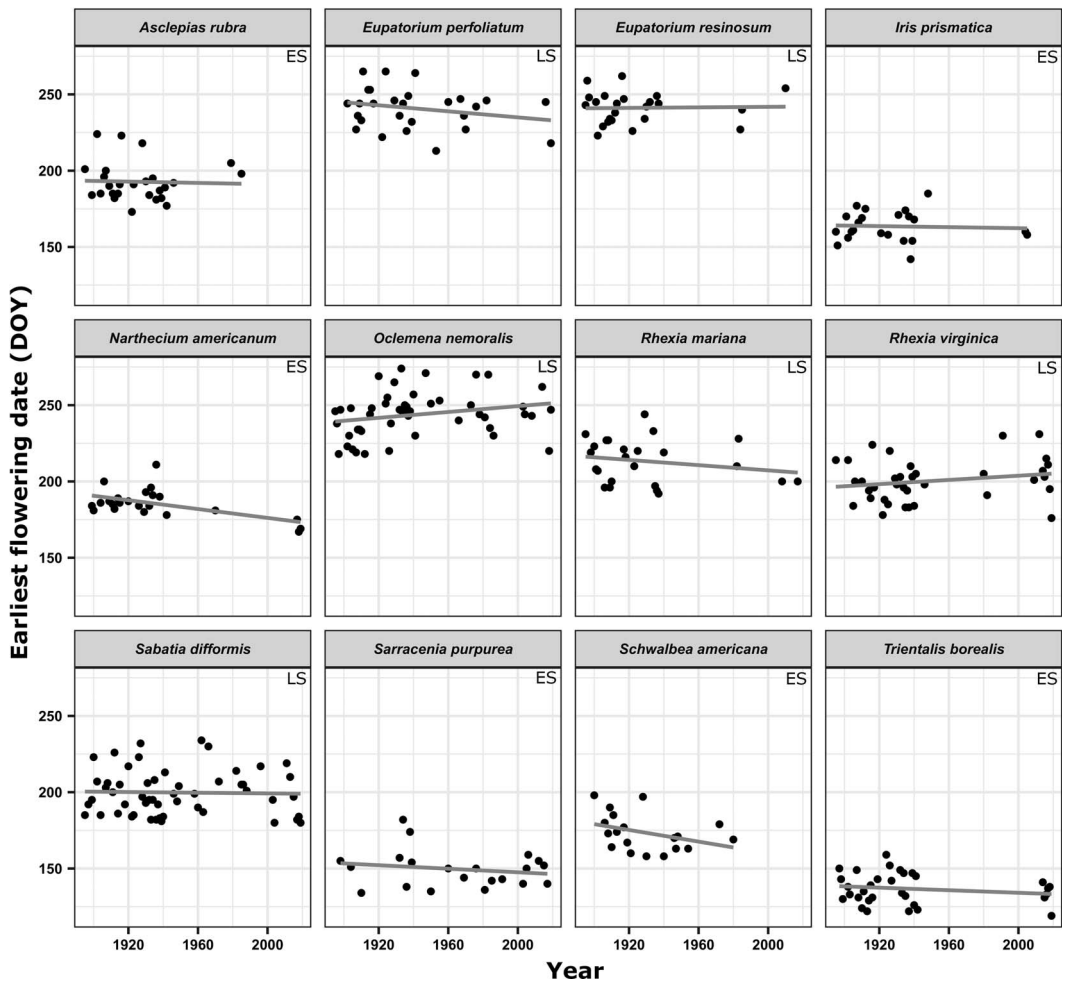 Asclepias rubra
Eupatorium perfoliatum
Eupatorium resinosum
Iris prismatica
ES
LS
LS
ES
250
200
150
Narthecium americanum
Oclemena nemoralis
Rhexia mariana
Rhexia virginica
ES
LS
LS
LS
250
200
150
Sabatia difformis
Sarracenia purpurea
Schwalbea americana
Trientalis borealis
LS
ES
ES
ES
250
200
150
1920 1960 2000
1920 1960 2000
1920 1960 2000
1920 1960 2000
Year
Earliest flowering date (DOY)